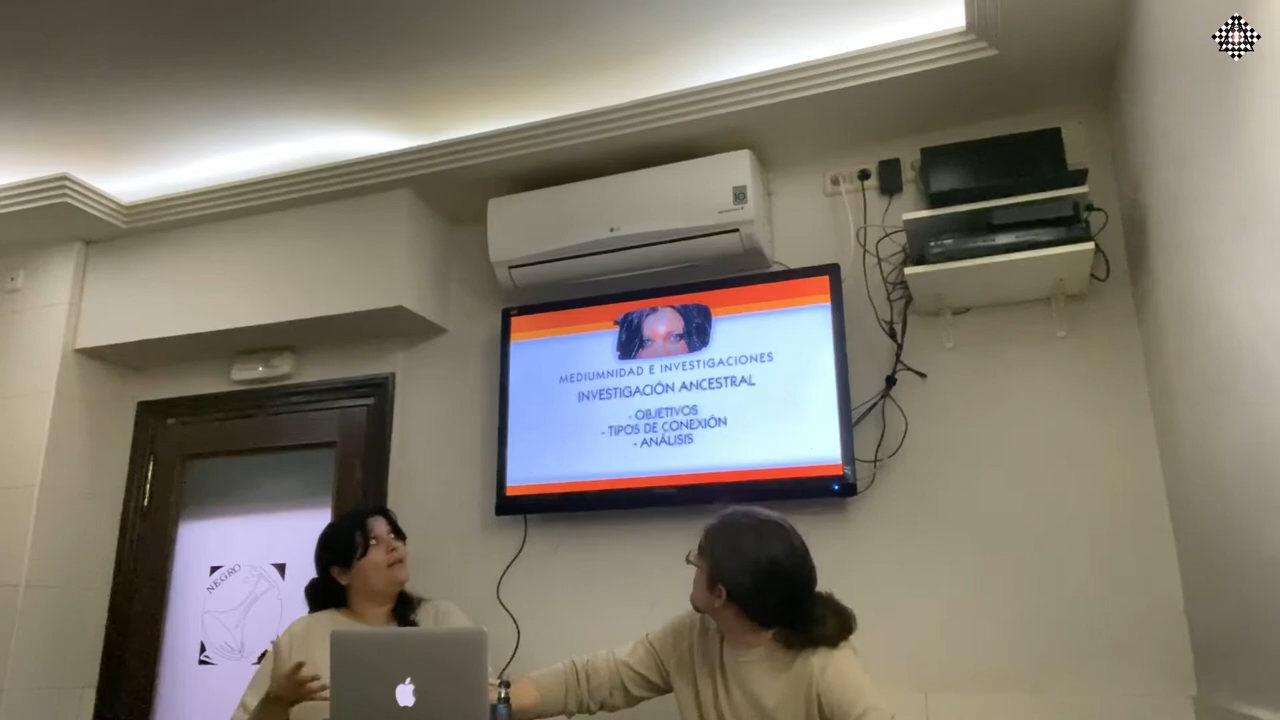 LG
MEDIUMNIDAD E INVESTIGACIONES
INVESTIGACIÓN ANCESTRAL
- OBJETIVOS
- TIPOS DE CONEXIÓN
- ANÁLISIS
NEGRO